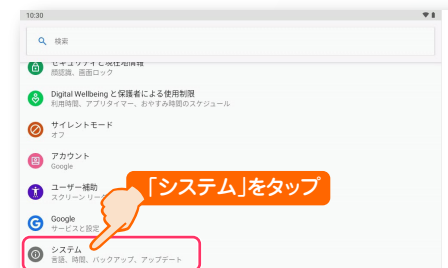 10:30
検索
セキュリティと現在地情報
顔認識、画面ロック
Digital Wellbeing と保護者による使用制限
利用時間、アプリタイマー、おやすみ時間のスケジュール
サイレントモード
オフ
アカウント
Google
ユーザー補助
スクリーン リーダ
「システム」をタップ
Google
サービスと設定
システム
言語、時間、バックアップ、アップデート